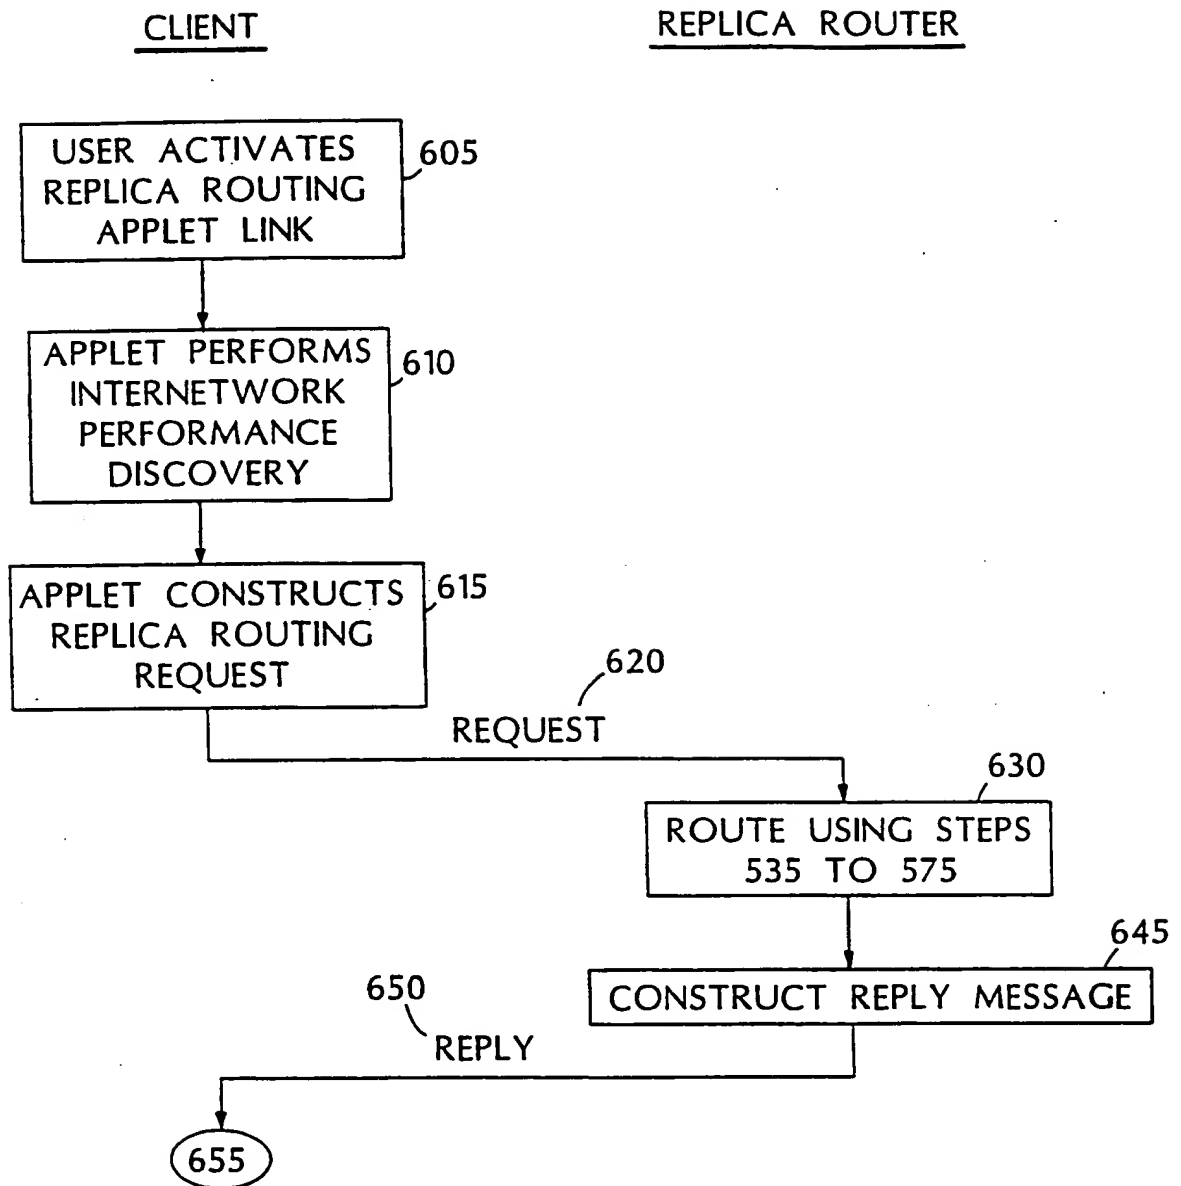 CLIENT
REPLICA ROUTER
USER ACTIVATES
REPLICA ROUTING
APPLET LINK
605
APPLET PERFORMS
INTERNETWORK
PERFORMANCE
DISCOVERY
610
APPLET CONSTRUCTS
REPLICA ROUTING
REQUEST
615
620
REQUEST
630
ROUTE USING STEPS
535 TO 575
645
CONSTRUCT REPLY MESSAGE
650
REPLY
655